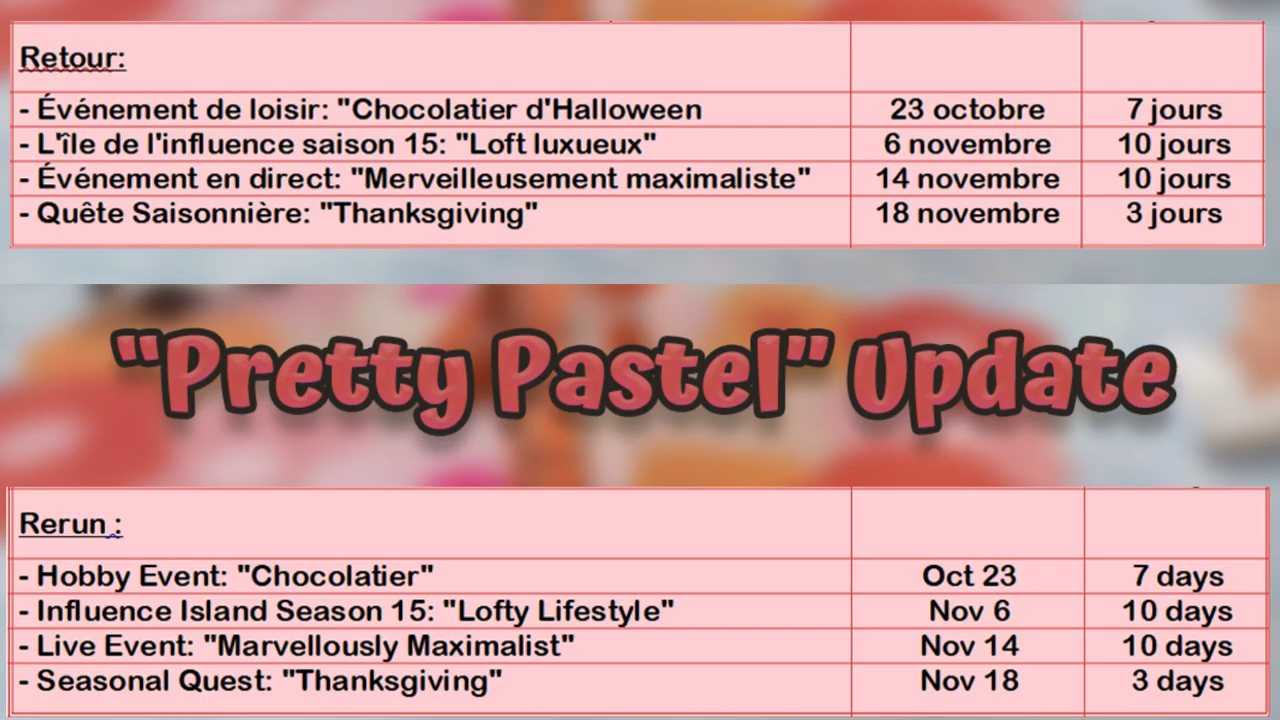 Retour:
- Événement de loisir: "Chocolatier d'Halloween 23 octobre 7 jours
- L'île de l'influence saison 15: "Loft luxueux" 6 novembre 10 jours
- Événement en direct: "Merveilleusement maximaliste" 14 novembre 10 jours
- Quête Saisonnière: "Thanksgiving" 18 novembre 3 jours
"Pretty Pastel" Update
Rerun :
- Hobby Event: "Chocolatier" Oct 23 7 days
- Influence Island Season 15: "Lofty Lifestyle" Nov 6 10 days
- Live Event: "Marvellously Maximalist" Nov 14 10 days
- Seasonal Quest: "Thanksgiving" Nov 18 3 days